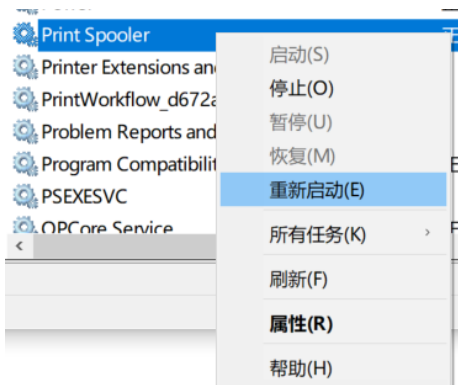 Print Spooler
Printer Extensions an
PrintWorkflow_d672a
Problem Reports and
Program Compatibilit
PSEXESVC
QPCore Service
启动(S)
停止(O)
暂停(U)
恢复(M)
重新启动(E)
所有任务(K)
刷新(F)
属性(R)
帮助(H)